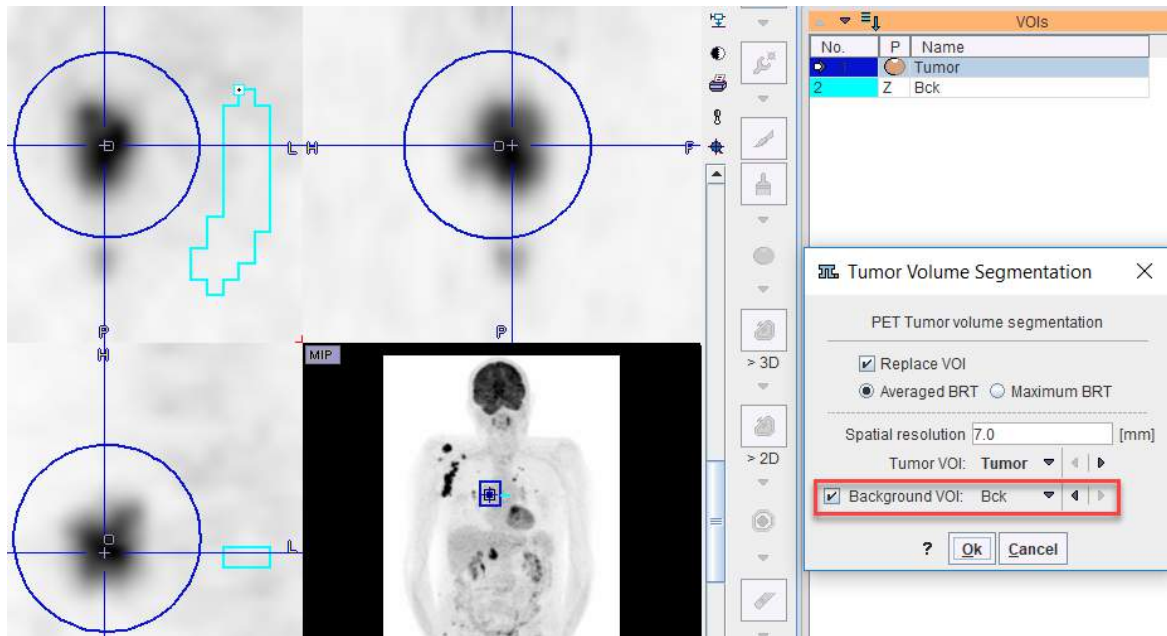 VOIs
No. P Name
1 Tumor
2 Z Bck
L H
F
P
H
P
MIP
L
> 3D
> 2D
Tumor Volume Segmentation
PET Tumor volume segmentation
Replace VOI
Averaged BRT Maximum BRT
Spatial resolution 7.0 [mm]
Tumor VOI: Tumor
Background VOI: Bck
? Ok Cancel